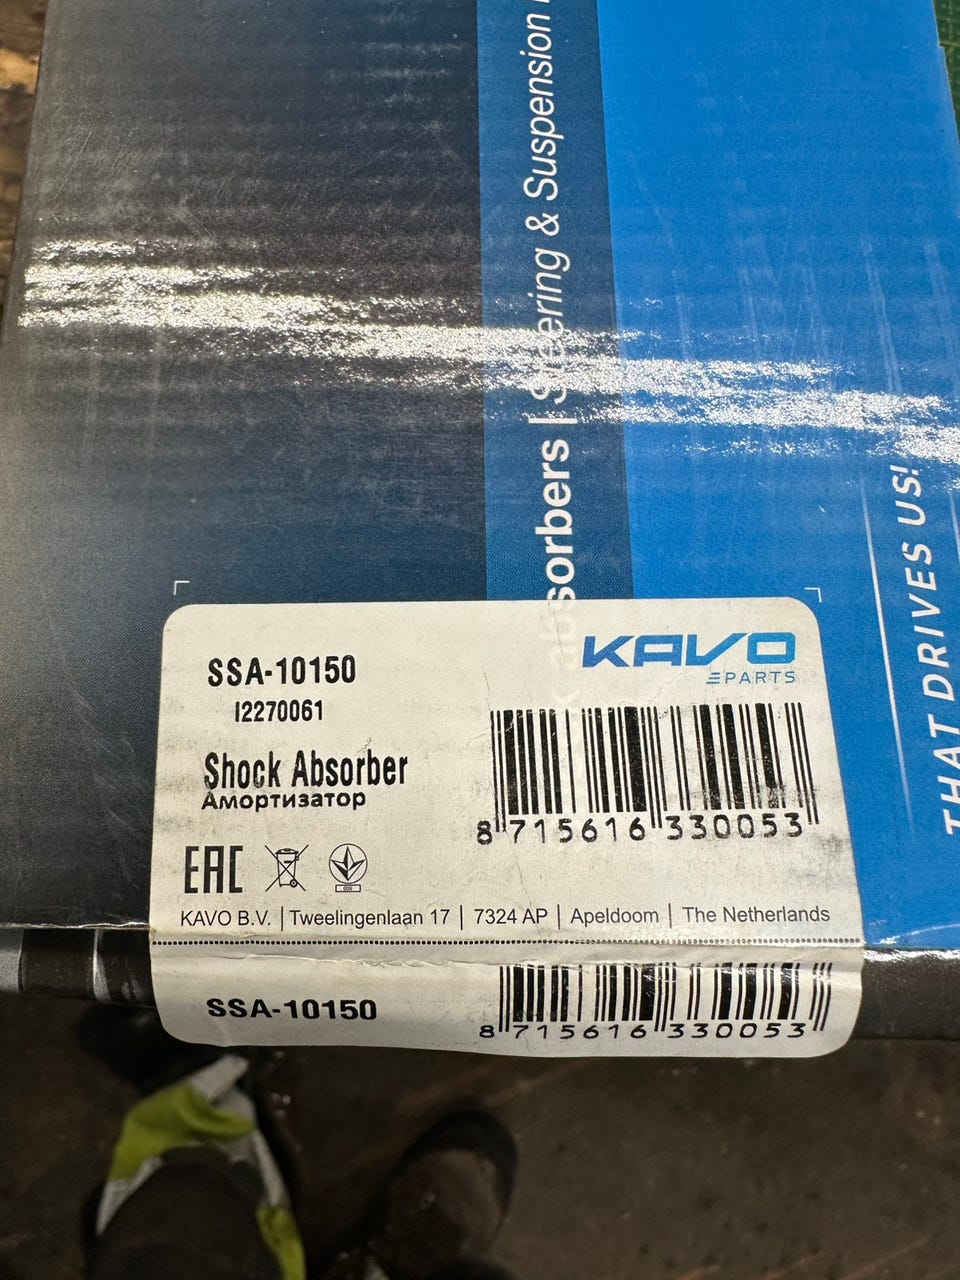 sorbers | Steering & Suspension
THAT DRIVES US!
KAVO
PARTS
SSA-10150
I2270061
Shock Absorber
Амортизатор
8 715616 330053
EAC
KAVO B.V. | Tweelingenlaan 17 | 7324 AP | Apeldoorn | The Netherlands
SSA-10150
8 715616 330053